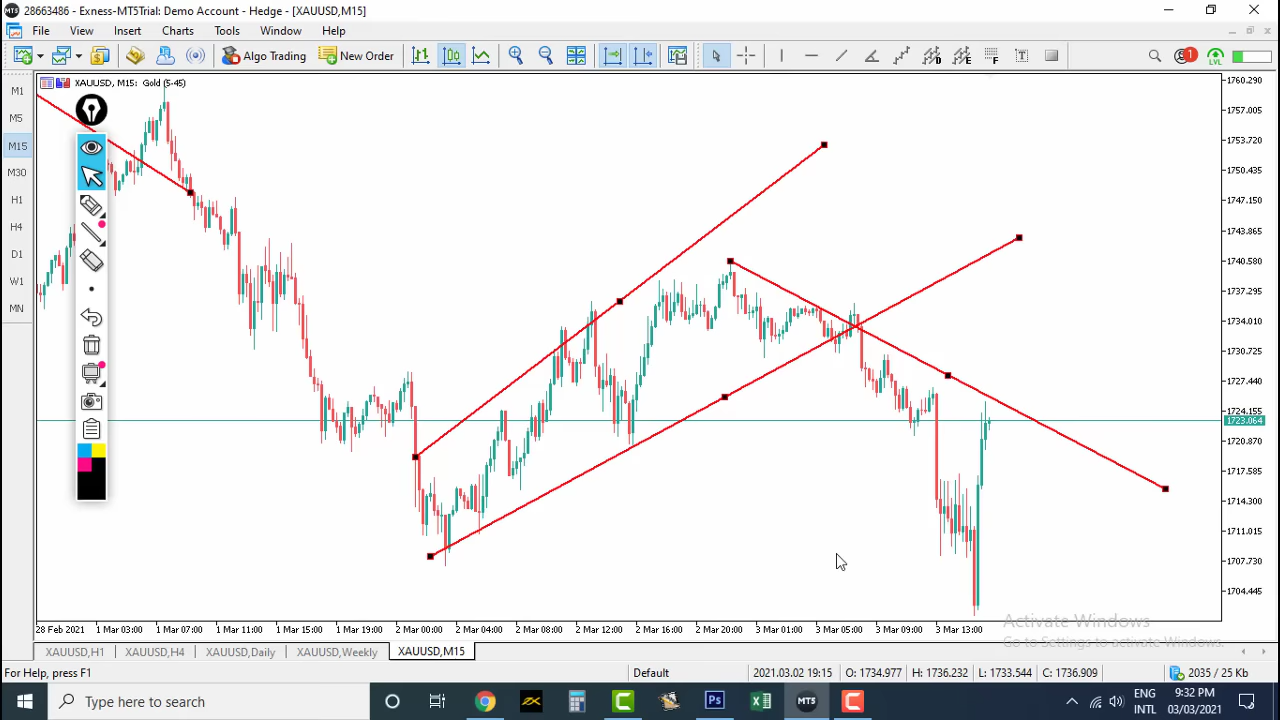 28663486 - Exness-MT5Trial: Demo Account - Hedge - [XAUUSD,M15]
File View Insert Charts Tools Window Help
Algo Trading New Order 1 LVL
M1
M5
M15
M30
H1
H4
D1
W1
MN
XAUUSD, M15: Gold (5-45)
1760.290
1757.005
1753.720
1750.435
1747.150
1743.865
1740.580
1737.295
1734.010
1730.725
1727.440
1724.155
1723.064
1720.870
1717.585
1714.300
1711.015
1707.730
1704.445
28 Feb 2021 1 Mar 03:00 1 Mar 07:00 1 Mar 11:00 1 Mar 15:00 1 Mar 19:00 2 Mar 00:00 2 Mar 04:00 2 Mar 08:00 2 Mar 12:00 2 Mar 16:00 2 Mar 20:00 3 Mar 01:00 3 Mar 05:00 3 Mar 09:00 3 Mar 13:00
Activate Windows
Go to Settings to activate Windows.
XAUUSD,H1 XAUUSD,H4 XAUUSD,Daily XAUUSD,Weekly XAUUSD,M15
For Help, press F1 Default 2021.03.02 19:15 O: 1734.977 H: 1736.232 L: 1733.544 C: 1736.909 2035 / 25 Kb
Type here to search ENG 9:32 PM
INTL 03/03/2021